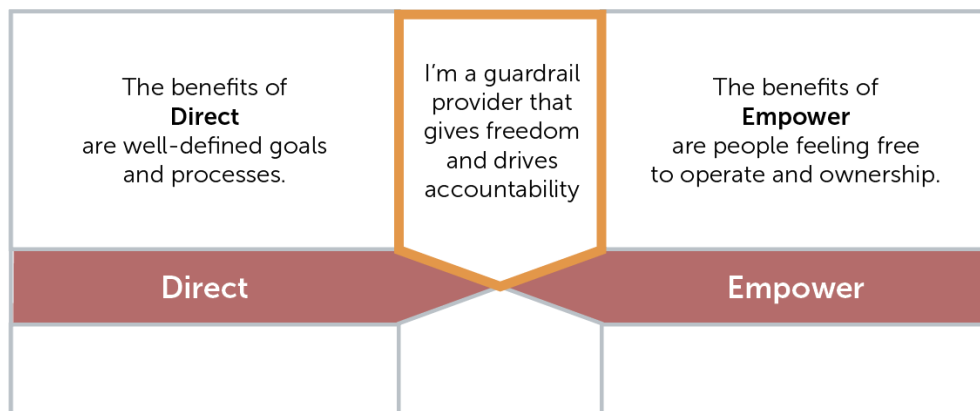 The benefits of
Direct
are well-defined goals
and processes.
I'm a guardrail
provider that
gives freedom
and drives
accountability
The benefits of
Empower
are people feeling free
to operate and ownership.
Direct
Empower